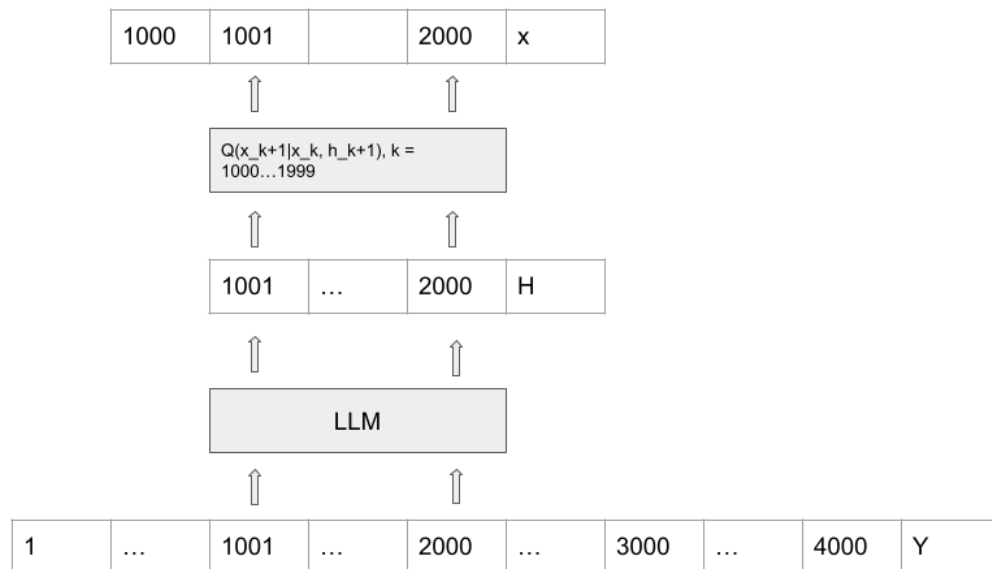 1000 1001 2000 x
Q(x_k+1|x_k, h_k+1), k =
1000…1999
1001 … 2000 H
LLM
1 … 1001 … 2000 … 3000 … 4000 Y